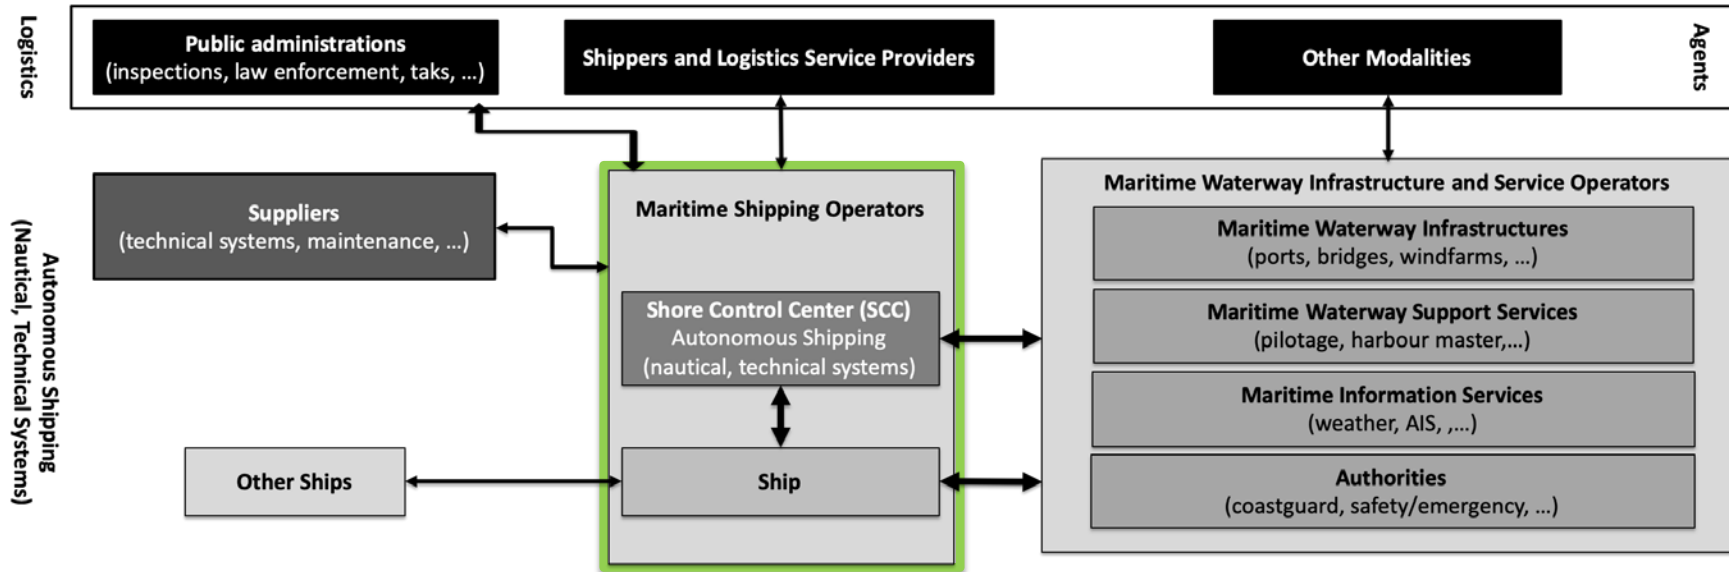 Logistics
Public administrations
(inspections, law enforcement, taks, ...)
Shippers and Logistics Service Providers
Other Modalities
Agents
Autonomous Shipping
(Nautical, Technical Systems)
Suppliers
(technical systems, maintenance, ...)
Maritime Shipping Operators
Shore Control Center (SCC)
Autonomous Shipping
(nautical, technical systems)
Other Ships
Ship
Maritime Waterway Infrastructure and Service Operators
Maritime Waterway Infrastructures
(ports, bridges, windfarms, ...)
Maritime Waterway Support Services
(pilotage, harbour master,...)
Maritime Information Services
(weather, AIS, ,...)
Authorities
(coastguard, safety/emergency, ...)